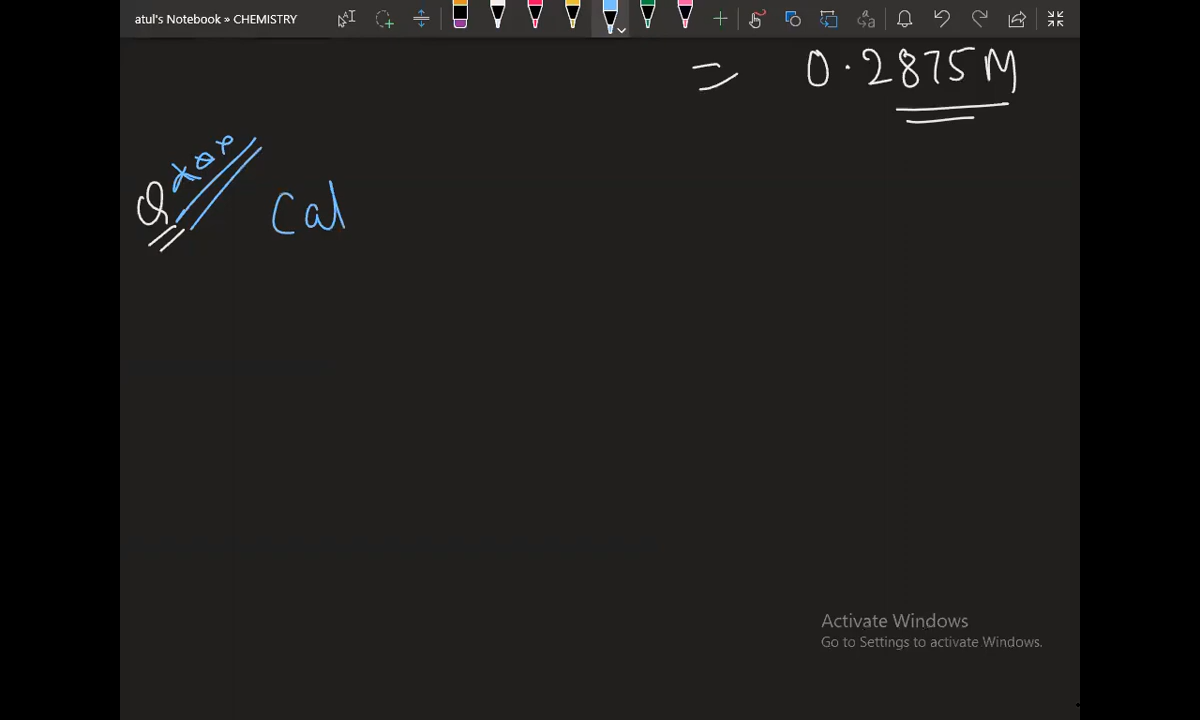 atul's Notebook » CHEMISTRY
= 0.2875 M
Q Cal
Activate Windows
Go to Settings to activate Windows.